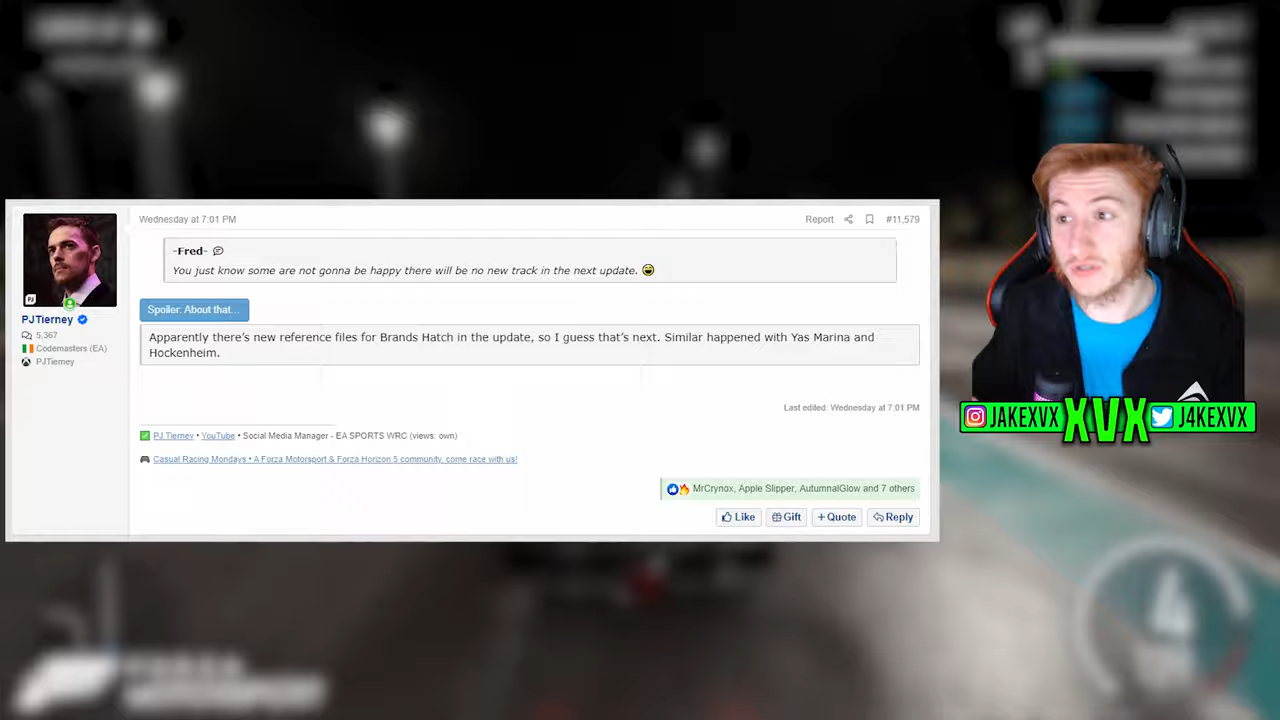 Wednesday at 7:01 PM
Report
#11,579
-Fred-
You just know some are not gonna be happy there will be no new track in the next update.
PJ
PJTierney
5,367
Codemasters (EA)
PJTierney
Spoiler: About that...
Apparently there's new reference files for Brands Hatch in the update, so I guess that's next. Similar happened with Yas Marina and
Hockenheim.
Last edited: Wednesday at 7:01 PM
PJ Tierney • YouTube • Social Media Manager - EA SPORTS WRC (views: own)
Casual Racing Mondays • A Forza Motorsport & Forza Horizon 5 community, come race with us!
MrCrynox, Apple Slipper, AutumnalGlow and 7 others
Like
Gift
+Quote
Reply
JAKEXVX XVX J4KEXVX
FORZA
MOTORSPORT